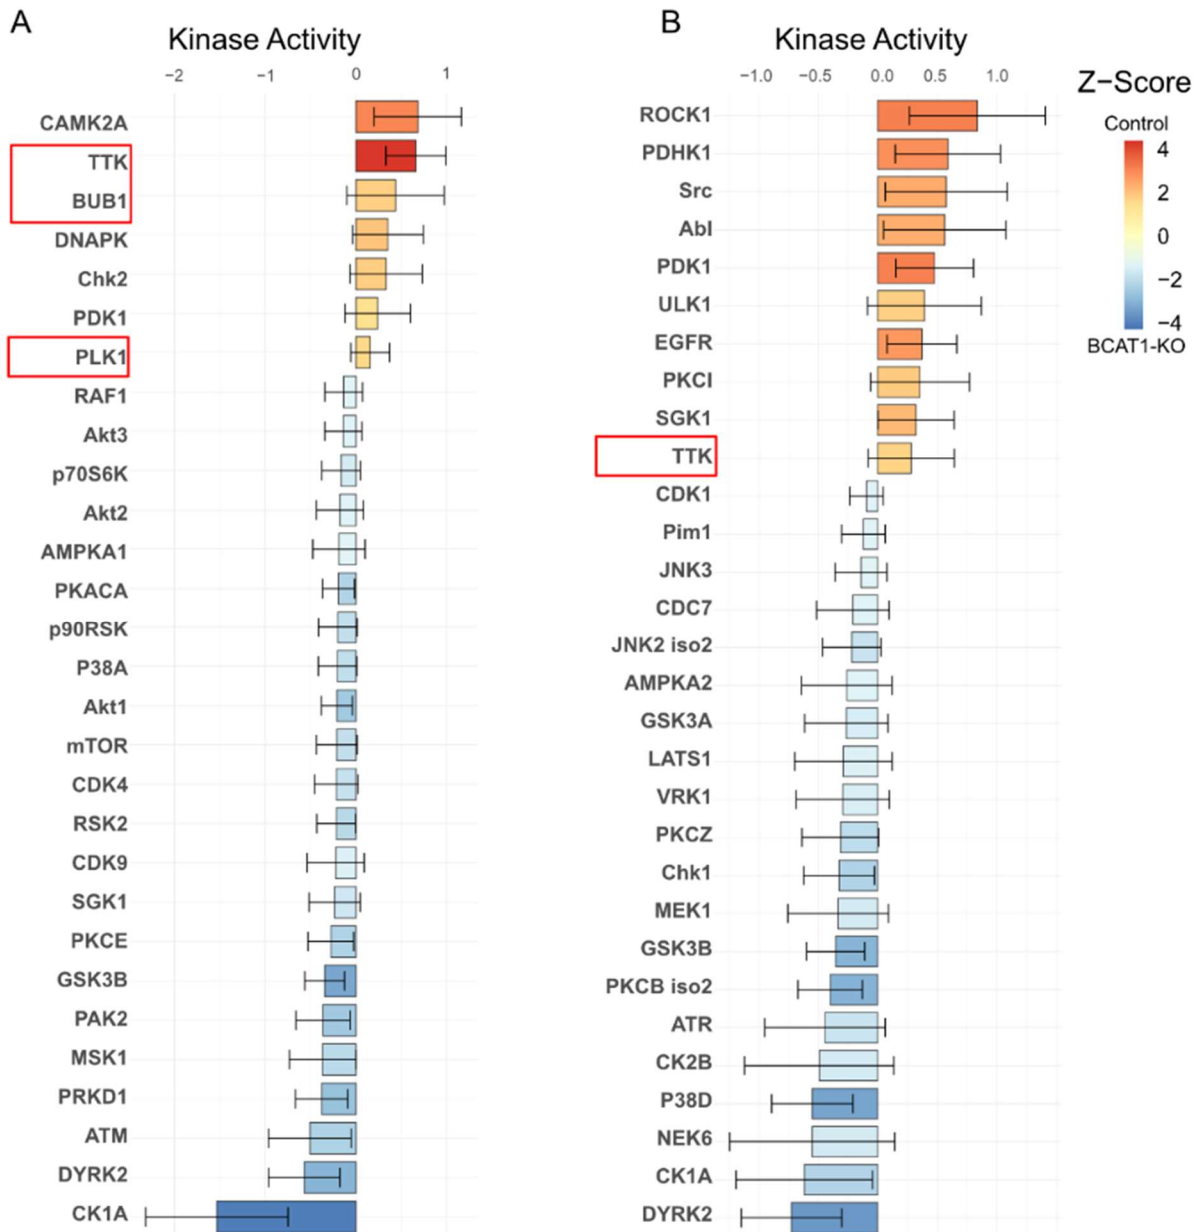 A
Kinase Activity
−2 −1 0 1
CAMK2A
TTK
BUB1
DNAPK
Chk2
PDK1
PLK1
RAF1
Akt3
p70S6K
Akt2
AMPKA1
PKACA
p90RSK
P38A
Akt1
mTOR
CDK4
RSK2
CDK9
SGK1
PKCE
GSK3B
PAK2
MSK1
PRKD1
ATM
DYRK2
CK1A
B
Kinase Activity
−1.0 −0.5 0.0 0.5 1.0
ROCK1
PDHK1
Src
Abl
PDK1
ULK1
EGFR
PKCI
SGK1
TTK
CDK1
Pim1
JNK3
CDC7
JNK2 iso2
AMPKA2
GSK3A
LATS1
VRK1
PKCZ
Chk1
MEK1
GSK3B
PKCB iso2
ATR
CK2B
P38D
NEK6
CK1A
DYRK2
Z−Score
Control
4
2
0
−2
−4
BCAT1-KO